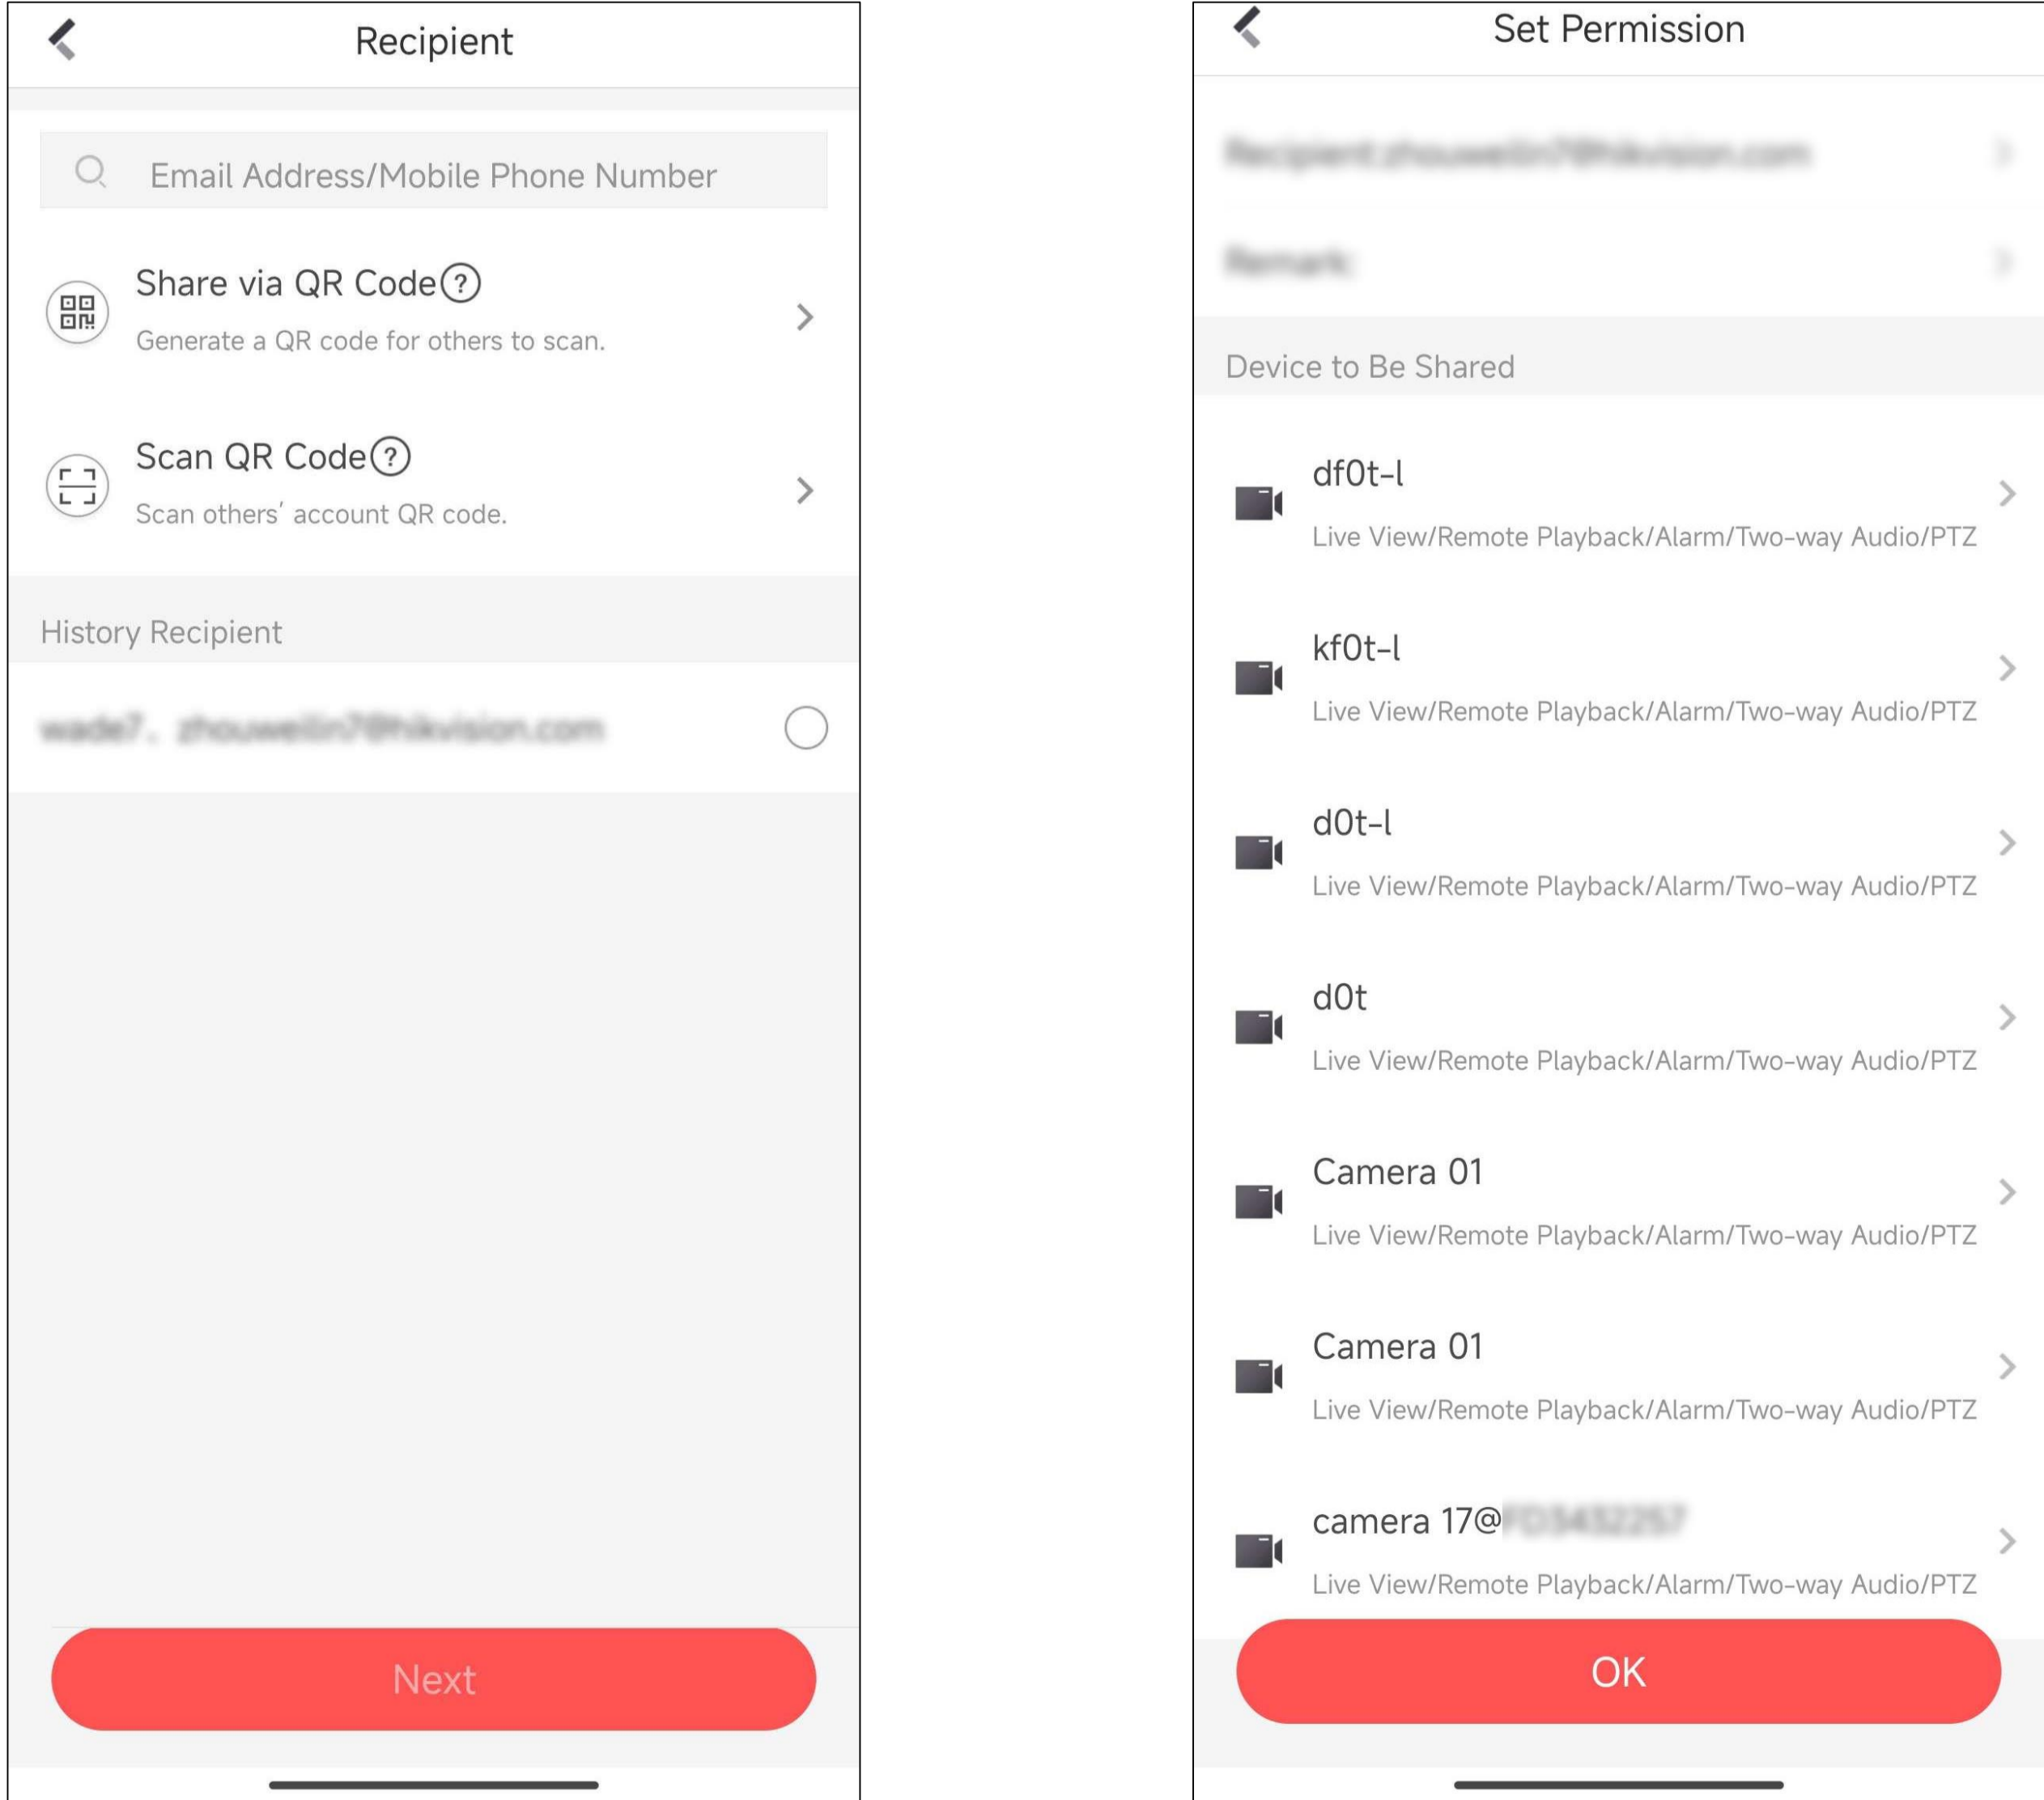 Recipient
Email Address/Mobile Phone Number
Share via QR Code?
Generate a QR code for others to scan.
Scan QR Code?
Scan others' account QR code.
History Recipient
Next
Set Permission
Device to Be Shared
df0t-l
Live View/Remote Playback/Alarm/Two-way Audio/PTZ
kf0t-l
Live View/Remote Playback/Alarm/Two-way Audio/PTZ
d0t-l
Live View/Remote Playback/Alarm/Two-way Audio/PTZ
d0t
Live View/Remote Playback/Alarm/Two-way Audio/PTZ
Camera 01
Live View/Remote Playback/Alarm/Two-way Audio/PTZ
Camera 01
Live View/Remote Playback/Alarm/Two-way Audio/PTZ
camera 17@
Live View/Remote Playback/Alarm/Two-way Audio/PTZ
OK